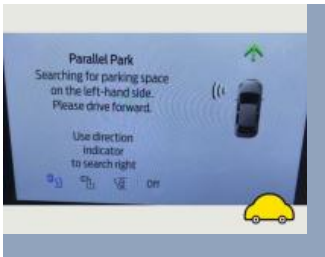 Parallel Park
Searching for parking space
on the left-hand side.
Please drive forward.
Use direction
indicator
to search right
Off